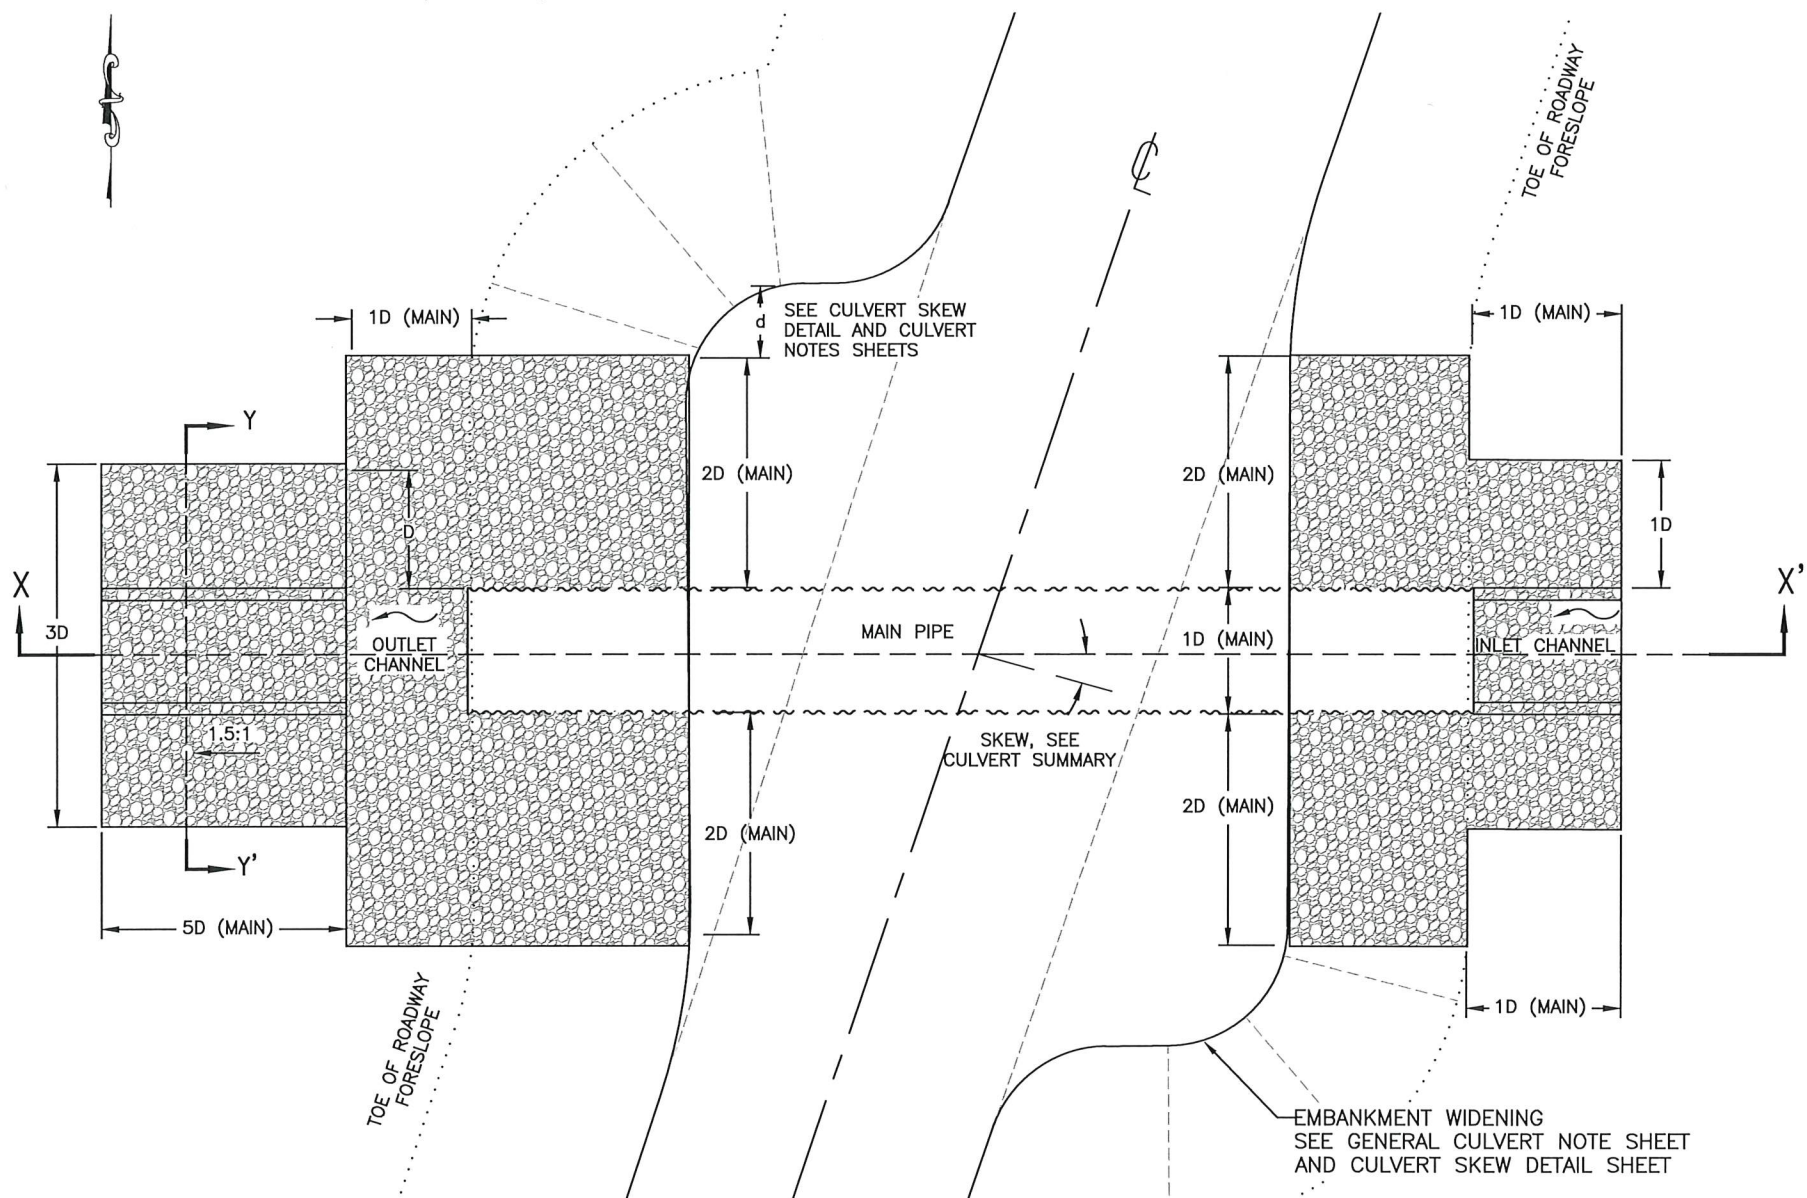 TOE OF ROADWAY
FORESLOPE
℄
1D (MAIN)
d
SEE CULVERT SKEW
DETAIL AND CULVERT
NOTES SHEETS
1D (MAIN)
Y
2D (MAIN)
2D (MAIN)
D
1D
X
X'
3D
OUTLET
CHANNEL
MAIN PIPE
1D (MAIN)
INLET CHANNEL
1.5:1
SKEW, SEE
CULVERT SUMMARY
2D (MAIN)
2D (MAIN)
Y'
5D (MAIN)
1D (MAIN)
TOE OF ROADWAY
FORESLOPE
EMBANKMENT WIDENING
SEE GENERAL CULVERT NOTE SHEET
AND CULVERT SKEW DETAIL SHEET